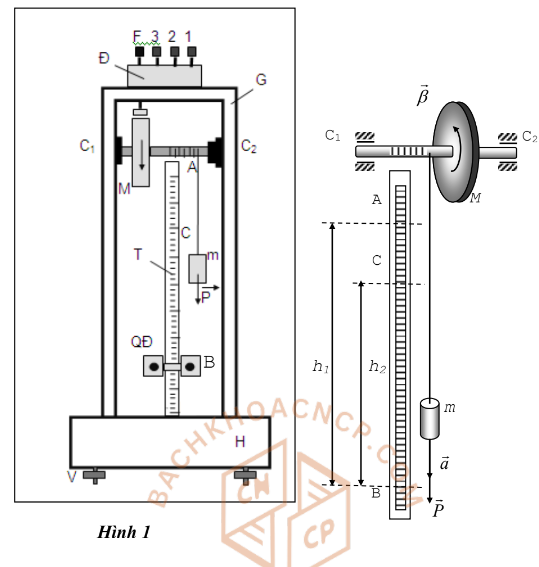 F 3 2 1
Đ
G
C₁
C₂
A
M
C
T
m
P
QĐ
B
H
V
Hình 1
β
C₁
C₂
M
A
C
h₁
h₂
m
a
B
P
BACHKHOACNCP.COM
CN
CP